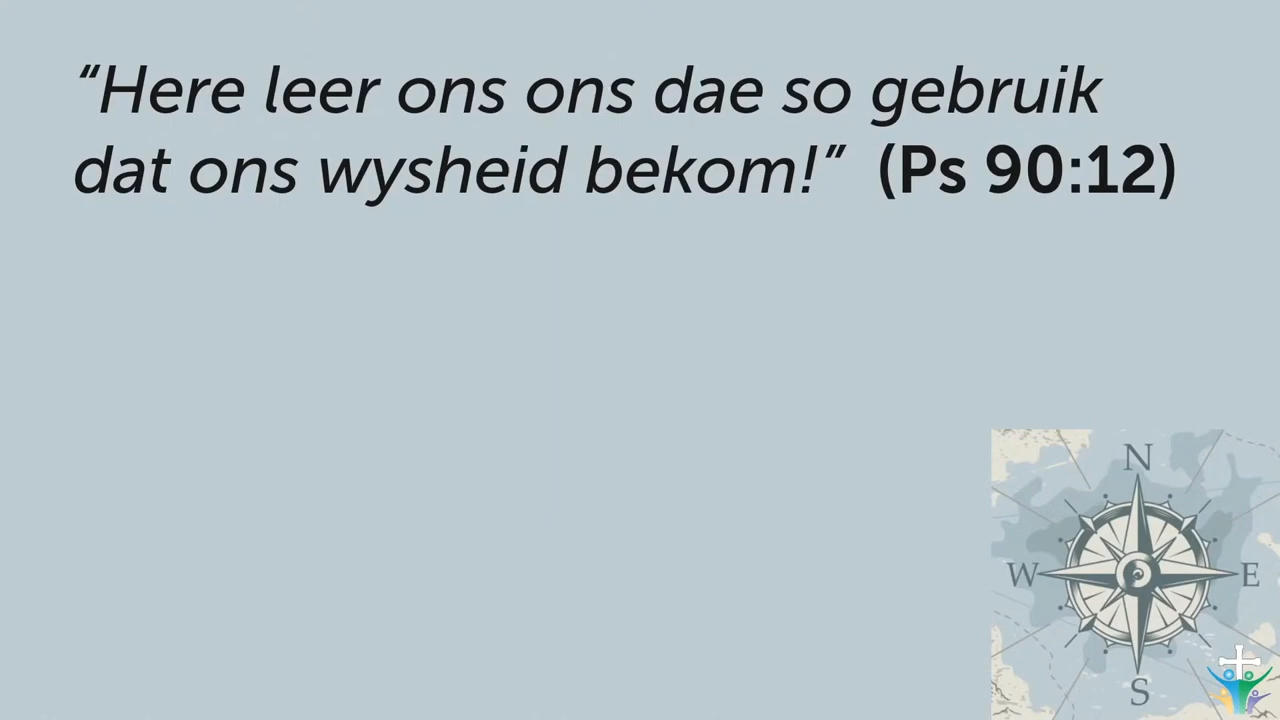 “Here leer ons ons dae so gebruik
dat ons wysheid bekom!” (Ps 90:12)
N
W E
S